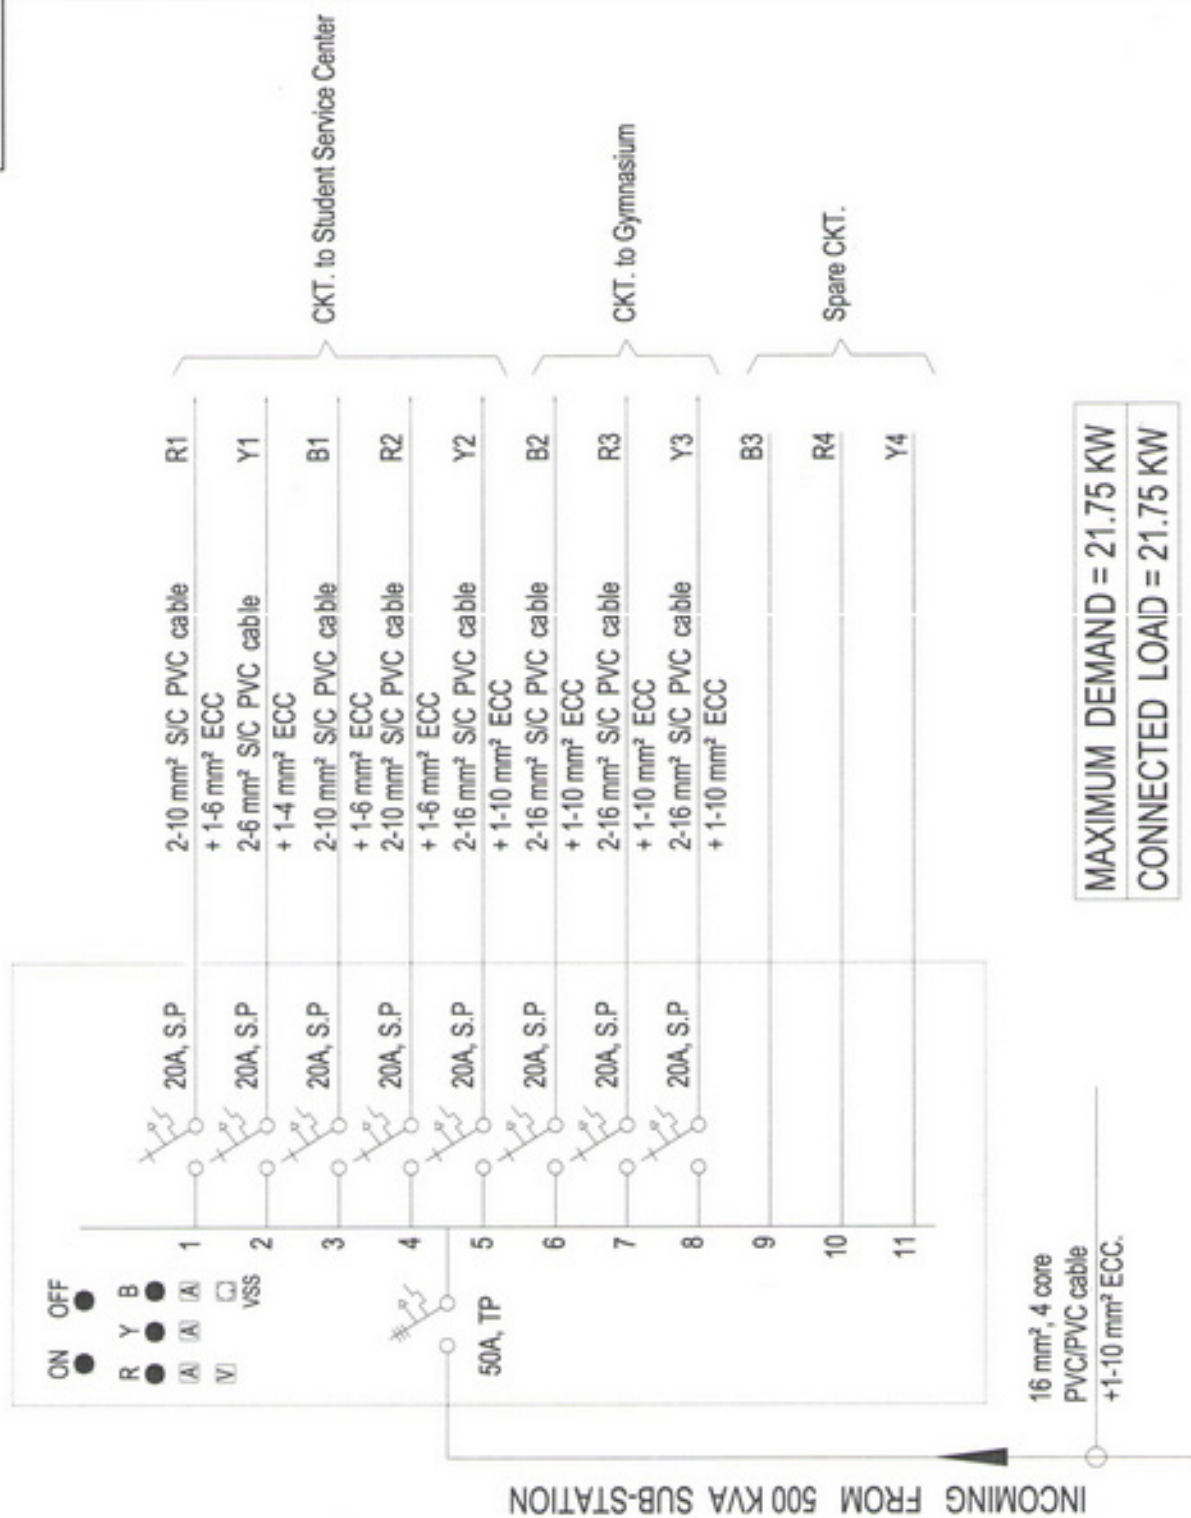 INCOMING FROM 500 KVA SUB-STATION
16 mm², 4 core
PVC/PVC cable
+1-10 mm² ECC.
ON OFF
R Y B
A A A
V
VSS
50A, TP
1 20A, S.P 2-10 mm² S/C PVC cable R1
+ 1-6 mm² ECC
2 20A, S.P 2-6 mm² S/C PVC cable Y1
+ 1-4 mm² ECC
3 20A, S.P 2-10 mm² S/C PVC cable B1
+ 1-6 mm² ECC
4 20A, S.P 2-10 mm² S/C PVC cable R2
+ 1-6 mm² ECC
5 20A, S.P 2-16 mm² S/C PVC cable Y2
+ 1-10 mm² ECC
6 20A, S.P 2-16 mm² S/C PVC cable B2
+ 1-10 mm² ECC
7 20A, S.P 2-16 mm² S/C PVC cable R3
+ 1-10 mm² ECC
8 20A, S.P 2-16 mm² S/C PVC cable Y3
+ 1-10 mm² ECC
9 B3
10 R4
11 Y4
CKT. to Student Service Center
CKT. to Gymnasium
Spare CKT.
MAXIMUM DEMAND = 21.75 KW
CONNECTED LOAD = 21.75 KW